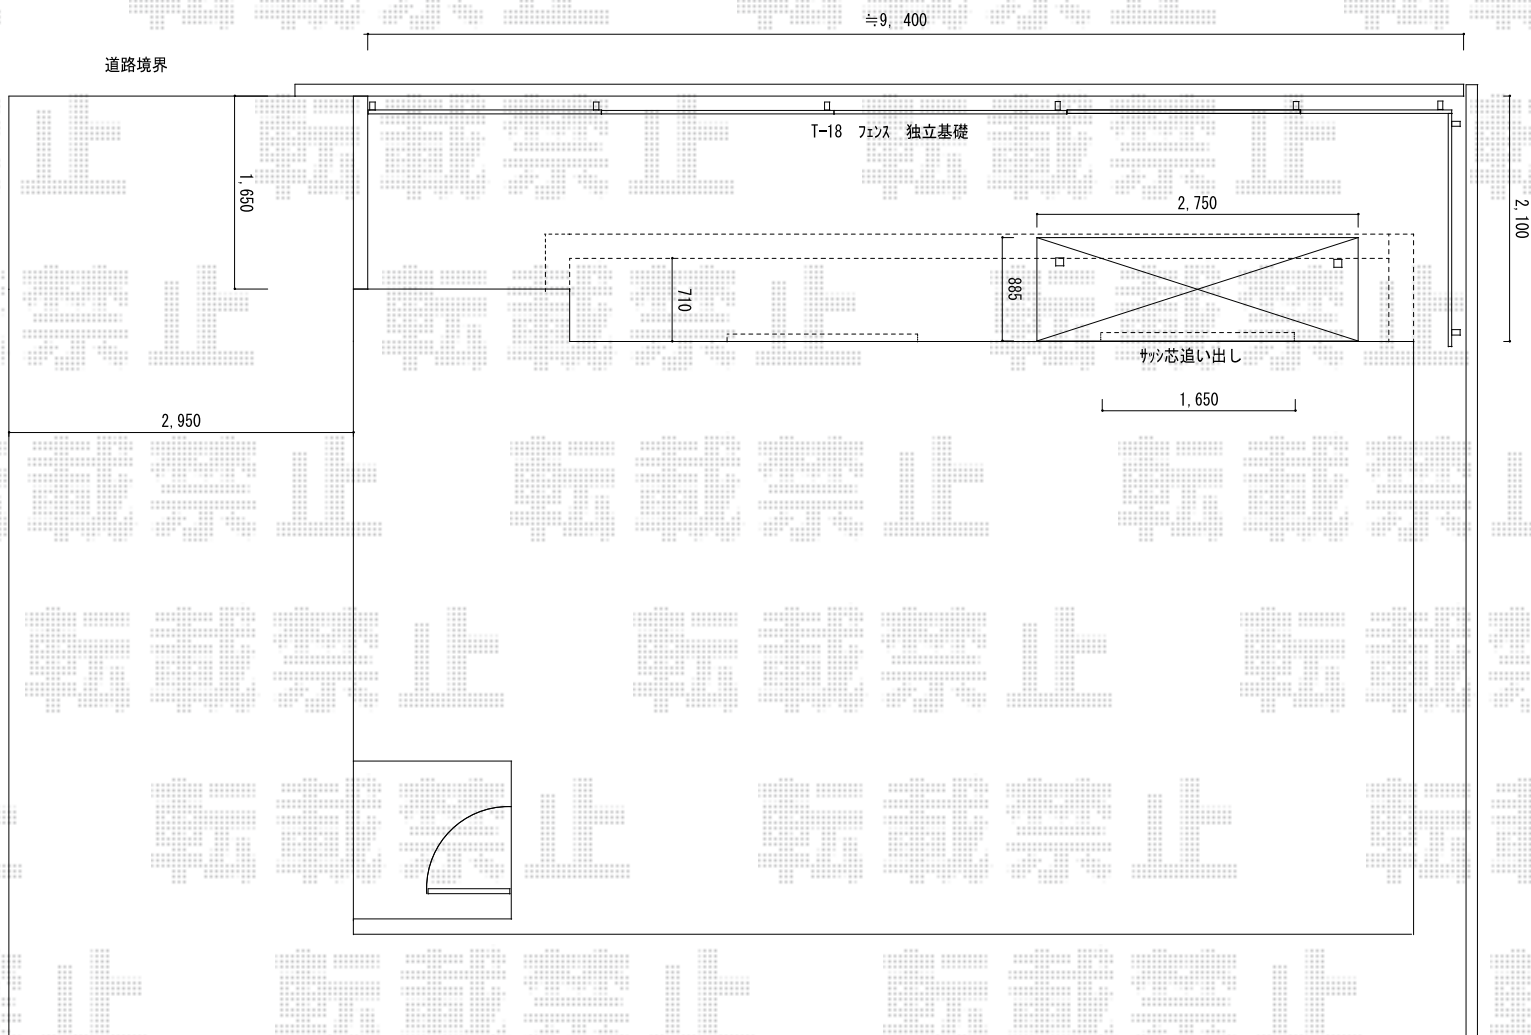 ≒9, 400
道路境界
T-18 フェンス 独立基礎
1, 650
2, 100
2, 750
885
710
サッシ芯追い出し
1, 650
2, 950
転載禁止